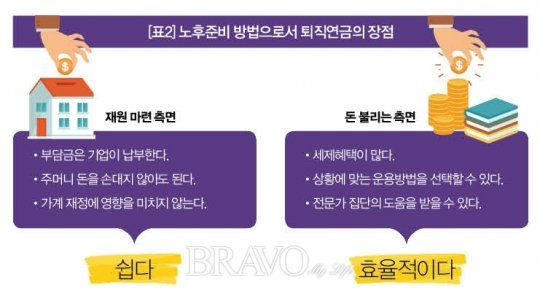 [표2] 노후준비 방법으로서 퇴직연금의 장점
재원 마련 측면
• 부담금은 기업이 납부한다.
• 주머니 돈을 손대지 않아도 된다.
• 가계 재정에 영향을 미치지 않는다.
쉽다
돈 불리는 측면
• 세제혜택이 많다.
• 상황에 맞는 운용방법을 선택할 수 있다.
• 전문가 집단의 도움을 받을 수 있다.
효율적이다
BRAVO My Life